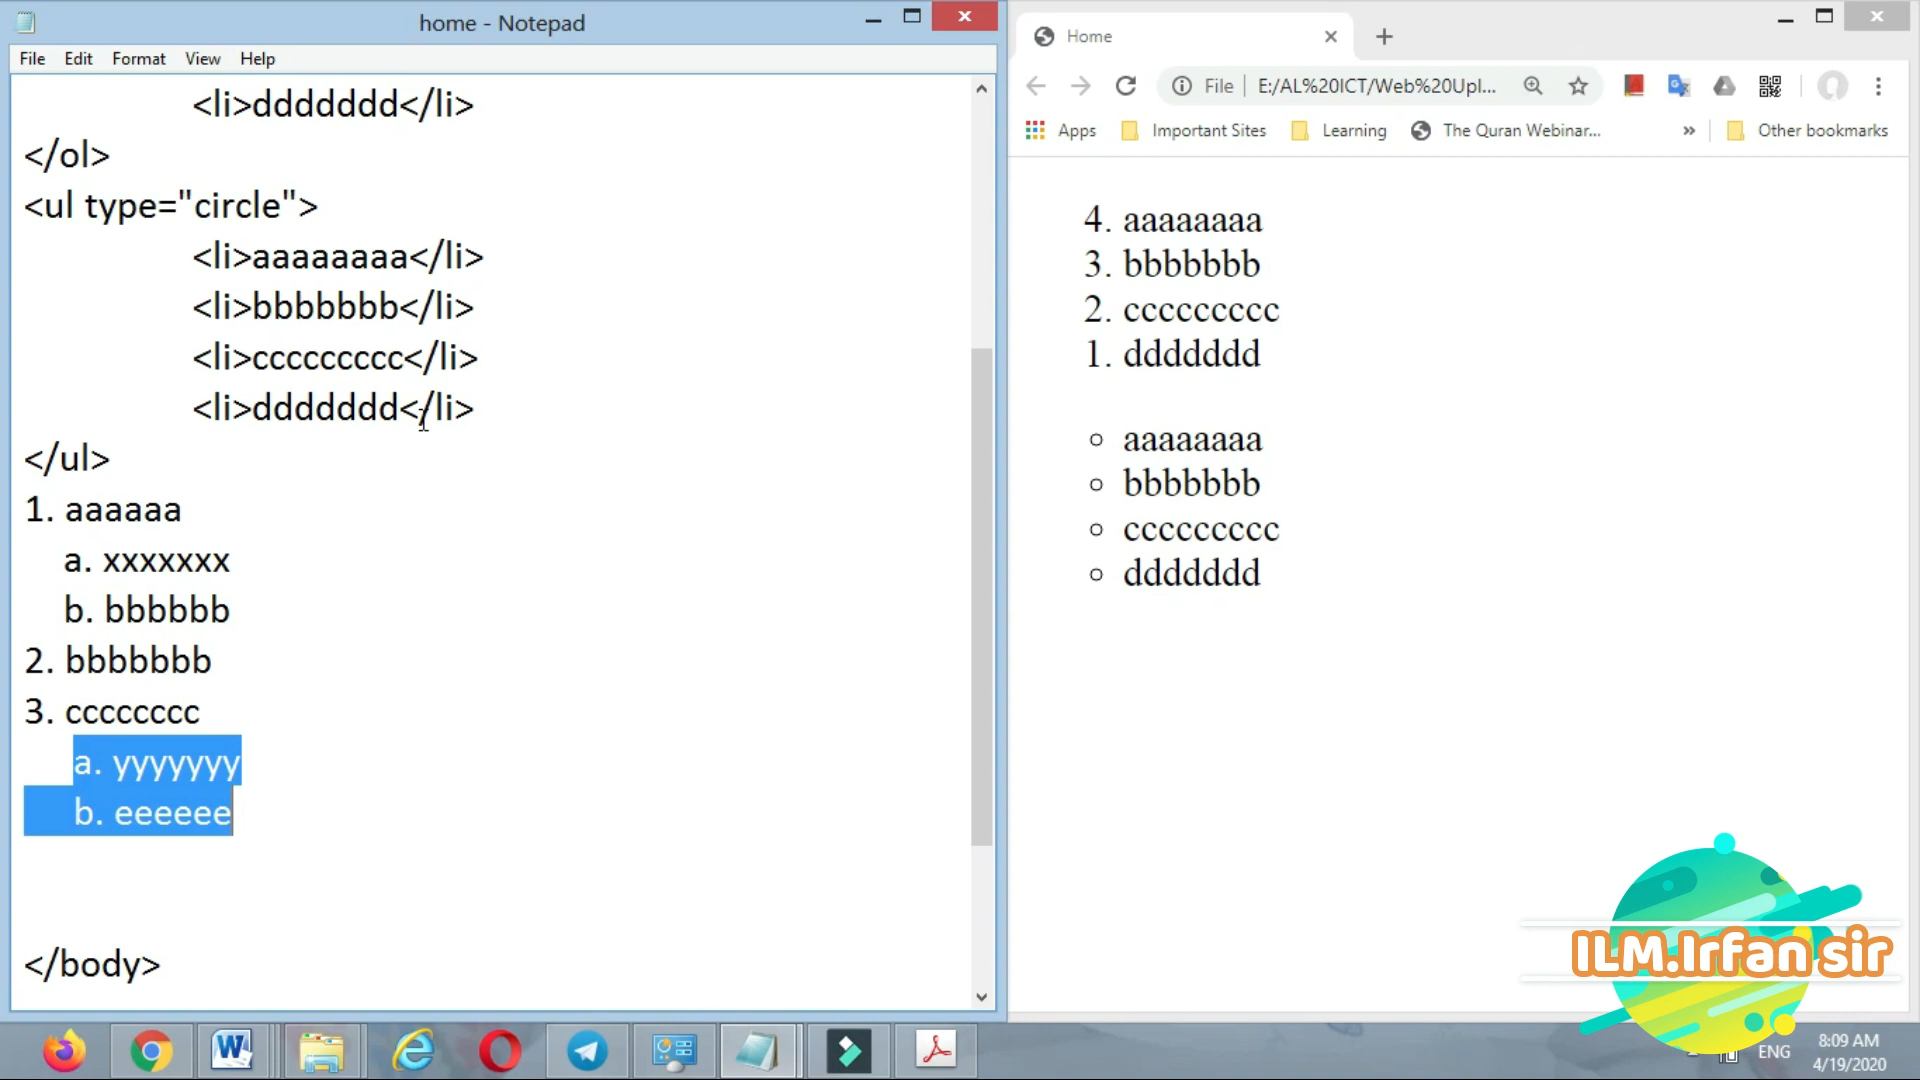 home - Notepad
File Edit Format View Help
<li>ddddddd</li>
</ol>
<ul type="circle">
<li>aaaaaaaa</li>
<li>bbbbbbb</li>
<li>ccccccccc</li>
<li>ddddddd</li>
</ul>
1. aaaaaa
a. xxxxxxx
b. bbbbbb
2. bbbbbbb
3. cccccccc
a. yyyyyyy
b. eeeeee
</body>
Home
File E:/AL%20ICT/Web%20Upl...
Apps Important Sites Learning The Quran Webinar... » Other bookmarks
4. aaaaaaaa
3. bbbbbbb
2. ccccccccc
1. ddddddd
aaaaaaaa
bbbbbbb
ccccccccc
ddddddd
ILM.Irfan sir
ENG
8:09 AM
4/19/2020